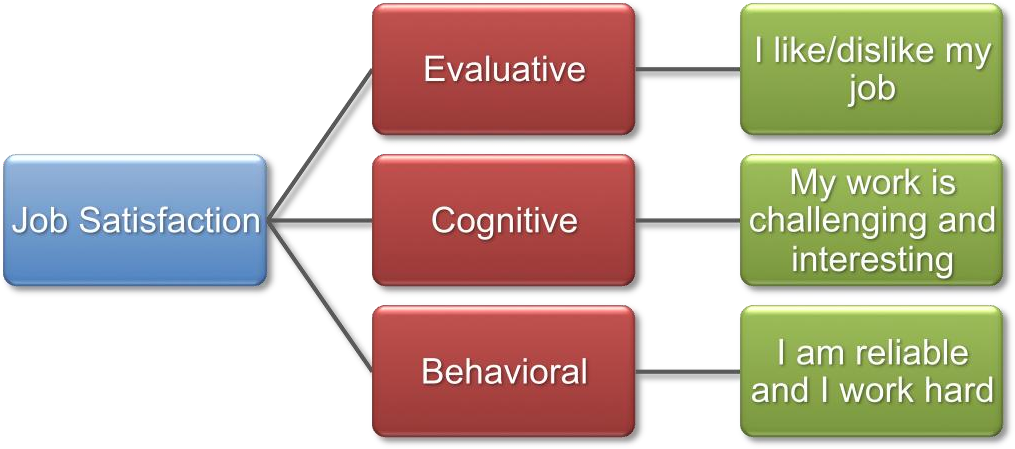 Job Satisfaction
Evaluative
I like/dislike my
job
Cognitive
My work is
challenging and
interesting
Behavioral
I am reliable
and I work hard